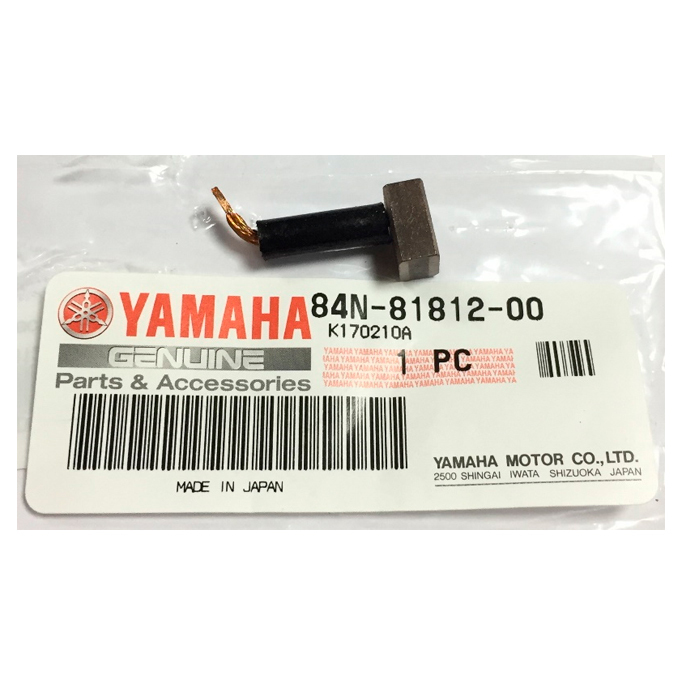 YAMAHA 84N-81812-00
K170210A
GENUINE
Parts & Accessories
1 PC
MADE IN JAPAN
YAMAHA MOTOR CO.,LTD.
2500 SHINGAI IWATA SHIZUOKA JAPAN